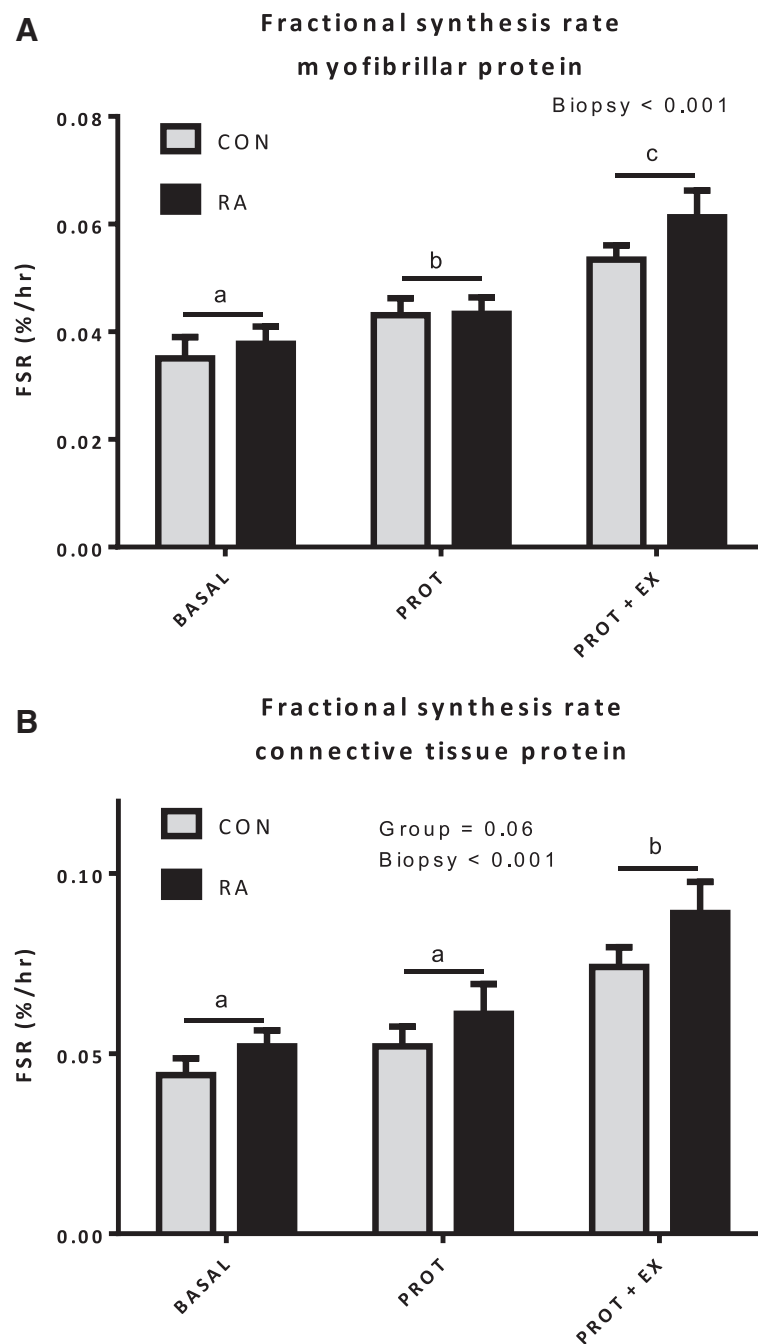 A
Fractional synthesis rate
myofibrillar protein
Biopsy < 0.001
FSR (%/hr)
0.08
0.06
0.04
0.02
0.00
CON
RA
a
b
c
BASAL
PROT
PROT + EX
B
Fractional synthesis rate
connective tissue protein
FSR (%/hr)
0.10
0.05
0.00
CON
RA
Group = 0.06
Biopsy < 0.001
a
a
b
BASAL
PROT
PROT + EX